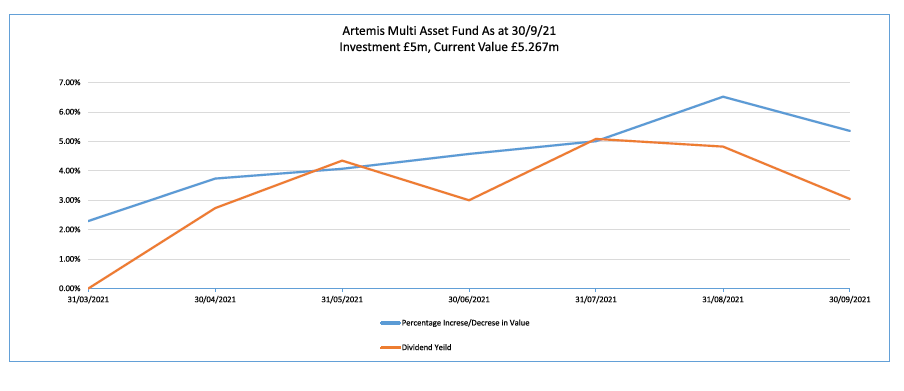 Artemis Multi Asset Fund As at 30/9/21
Investment £5m, Current Value £5.267m
7.00%
6.00%
5.00%
4.00%
3.00%
2.00%
1.00%
0.00%
31/03/2021 30/04/2021 31/05/2021 30/06/2021 31/07/2021 31/08/2021 30/09/2021
Percentage Increse/Decrese in Value
Dividend Yeild